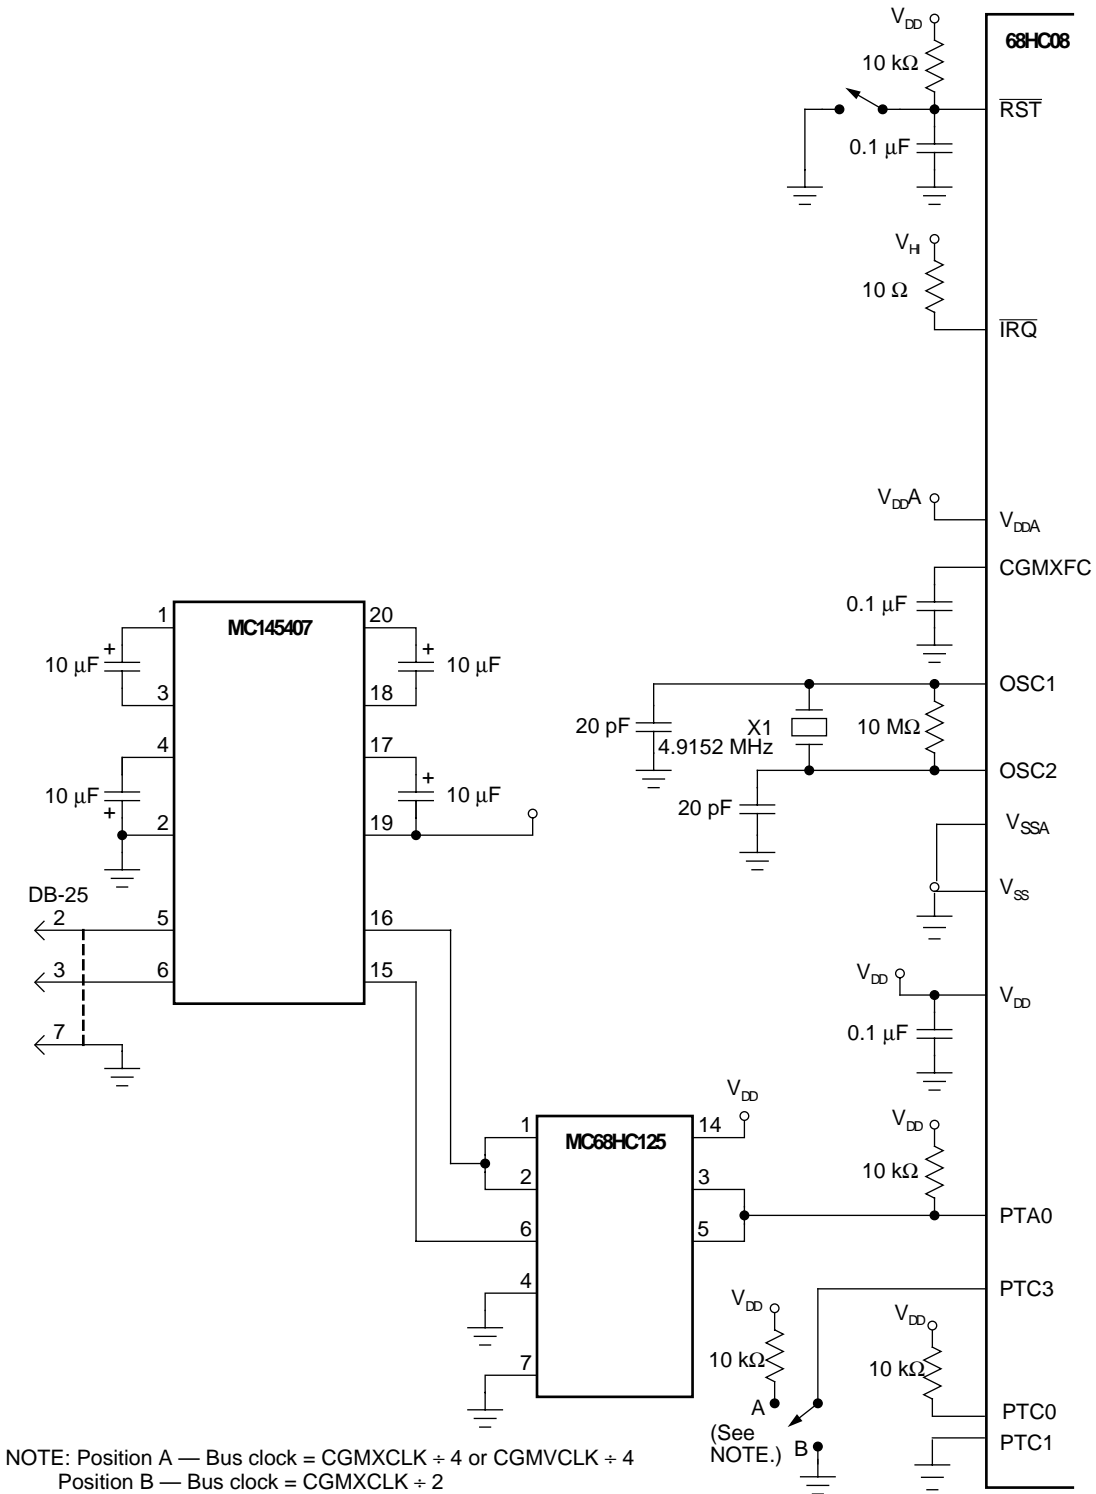 V_DD
68HC08
10 kΩ
RST
0.1 μF
V_HI
10 Ω
IRQ
V_DDA
V_DDA
CGMXFC
0.1 μF
1 MC145407 20
10 μF + + 10 μF
3 18
OSC1
4 17
20 pF X1 10 MΩ
4.9152 MHz
OSC2
10 μF + + 10 μF
20 pF
2 19
V_SSA
V_SS
DB-25
2 5 16
3 6 15
V_DD V_DD
0.1 μF
7
V_DD
1 MC68HC125 14
V_DD
2 3
10 kΩ
6 5
PTA0
4
PTC3
V_DD V_DD
7
10 kΩ 10 kΩ
A
PTC0
(See
NOTE.) B
PTC1
NOTE: Position A — Bus clock = CGMXCLK ÷ 4 or CGMVCLK ÷ 4
Position B — Bus clock = CGMXCLK ÷ 2